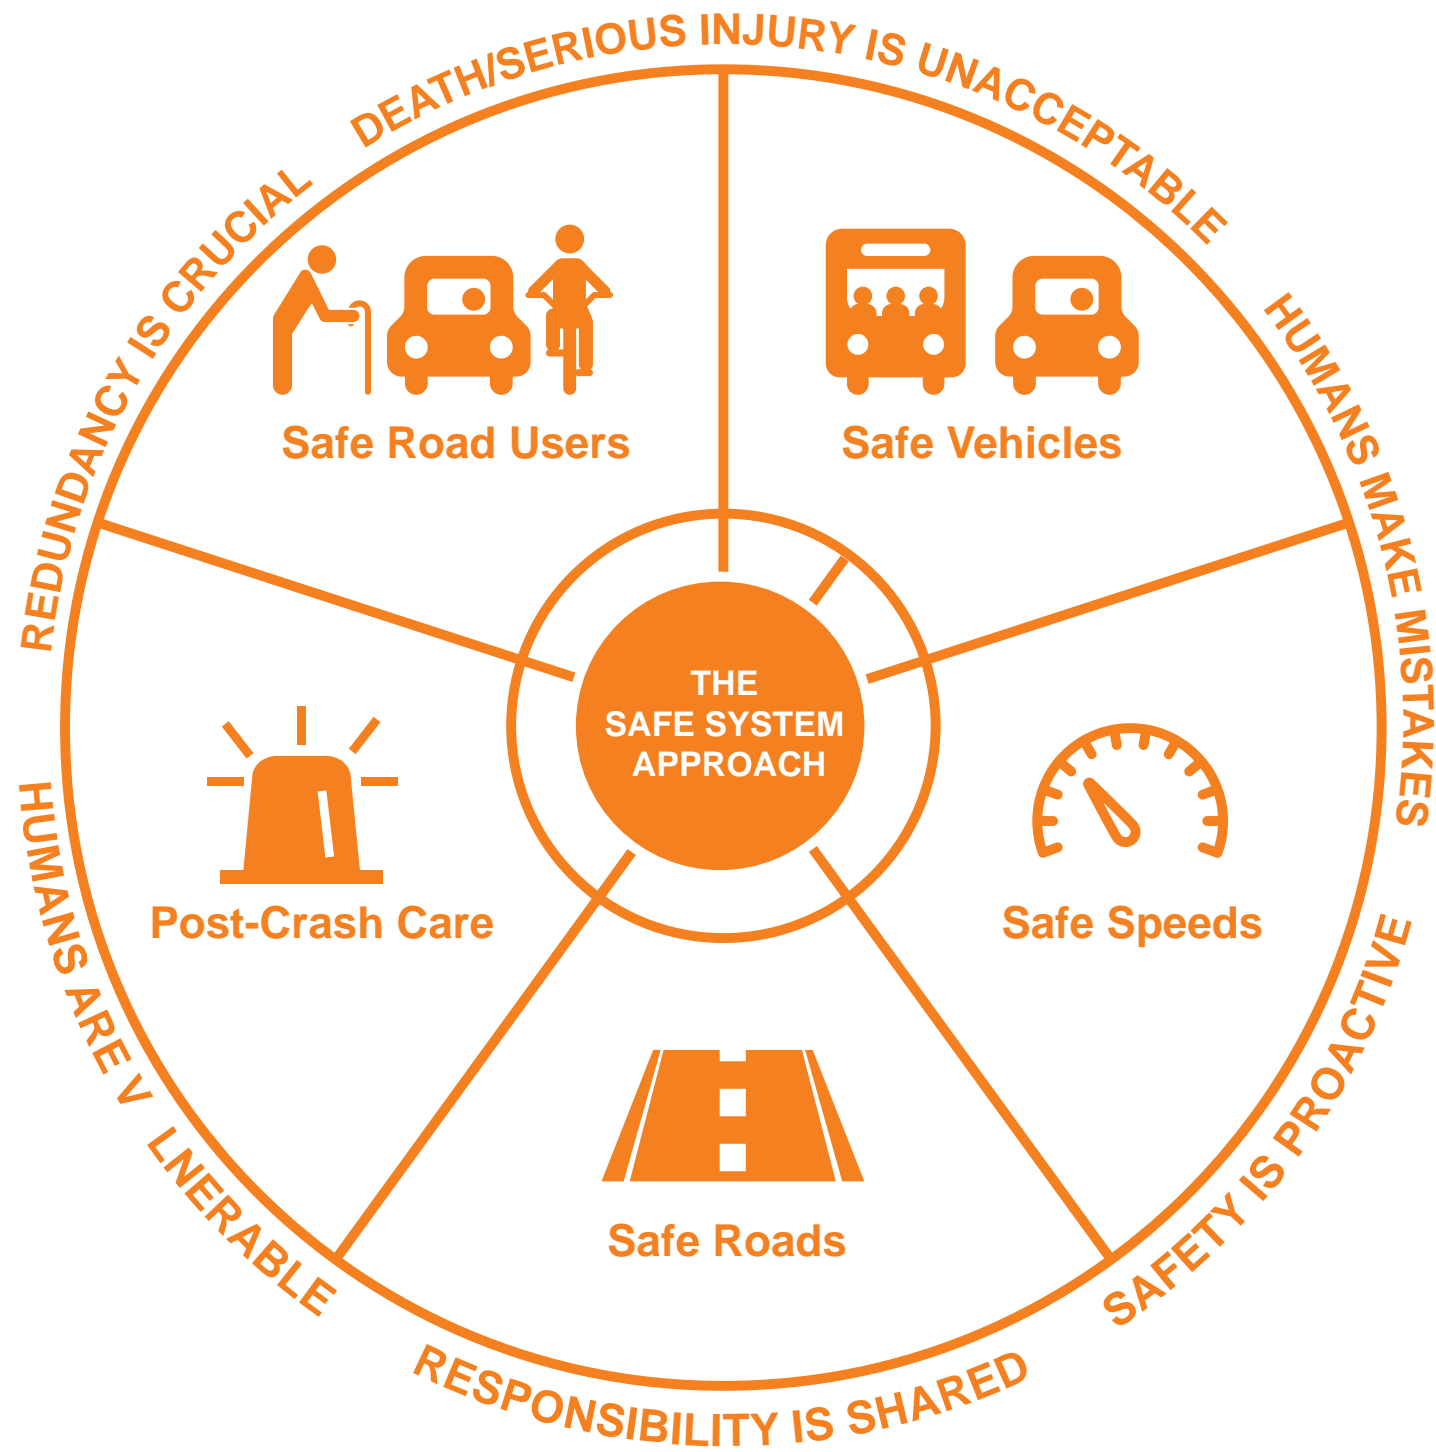 DEATH/SERIOUS INJURY IS UNACCEPTABLE
HUMANS MAKE MISTAKES
SAFETY IS PROACTIVE
RESPONSIBILITY IS SHARED
HUMANS ARE V LNERABLE
REDUNDANCY IS CRUCIAL
Safe Road Users
Safe Vehicles
THE
SAFE SYSTEM
APPROACH
Post-Crash Care
Safe Speeds
Safe Roads